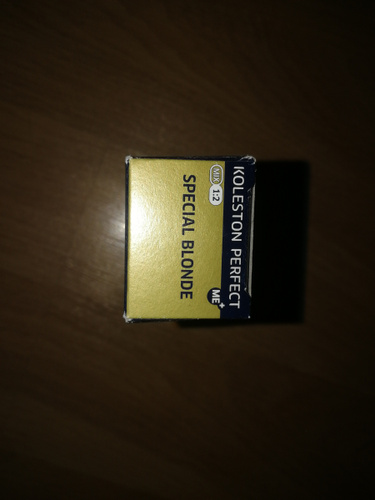 KOLESTON PERFECT
ME+
MIX 1:2
SPECIAL BLONDE